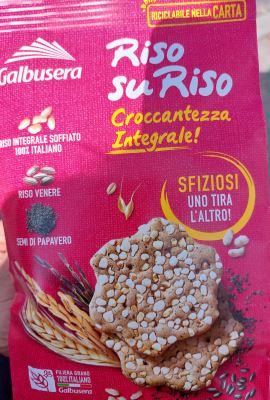 RICICLABILE NELLA CARTA
Galbusera
Riso
su Riso
Croccantezza
Integrale!
RISO INTEGRALE SOFFIATO
100% ITALIANO
RISO VENERE
SEMI DI PAPAVERO
SFIZIOSI
UNO TIRA
L'ALTRO!
FILIERA GRANO
100% ITALIANO
Galbusera